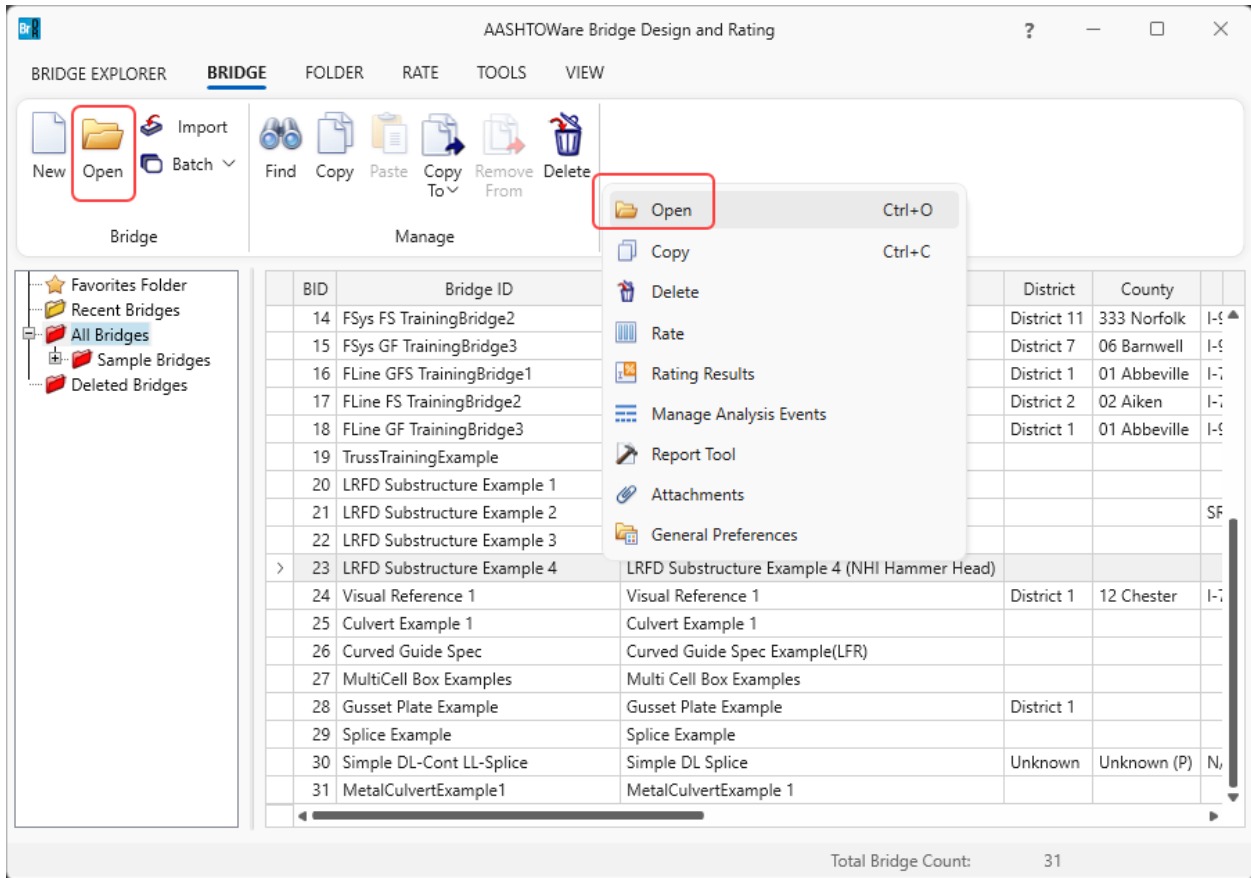 Br DR
AASHTOWare Bridge Design and Rating ?
BRIDGE EXPLORER BRIDGE FOLDER RATE TOOLS VIEW
New Open Import Batch Find Copy Paste Copy To Remove From Delete
Bridge Manage
Open Ctrl+O
Copy Ctrl+C
Delete
Rate
Rating Results
Manage Analysis Events
Report Tool
Attachments
General Preferences
Favorites Folder
Recent Bridges
All Bridges
Sample Bridges
Deleted Bridges
BID Bridge ID District County
14 FSys FS TrainingBridge2 District 11 333 Norfolk I-9
15 FSys GF TrainingBridge3 District 7 06 Barnwell I-9
16 FLine GFS TrainingBridge1 District 1 01 Abbeville I-7
17 FLine FS TrainingBridge2 District 2 02 Aiken I-7
18 FLine GF TrainingBridge3 District 1 01 Abbeville I-9
19 TrussTrainingExample
20 LRFD Substructure Example 1
21 LRFD Substructure Example 2 SR
22 LRFD Substructure Example 3
23 LRFD Substructure Example 4 LRFD Substructure Example 4 (NHI Hammer Head)
24 Visual Reference 1 Visual Reference 1 District 1 12 Chester I-7
25 Culvert Example 1 Culvert Example 1
26 Curved Guide Spec Curved Guide Spec Example(LFR)
27 MultiCell Box Examples Multi Cell Box Examples
28 Gusset Plate Example Gusset Plate Example District 1
29 Splice Example Splice Example
30 Simple DL-Cont LL-Splice Simple DL Splice Unknown Unknown (P) N/
31 MetalCulvertExample1 MetalCulvertExample 1
Total Bridge Count: 31